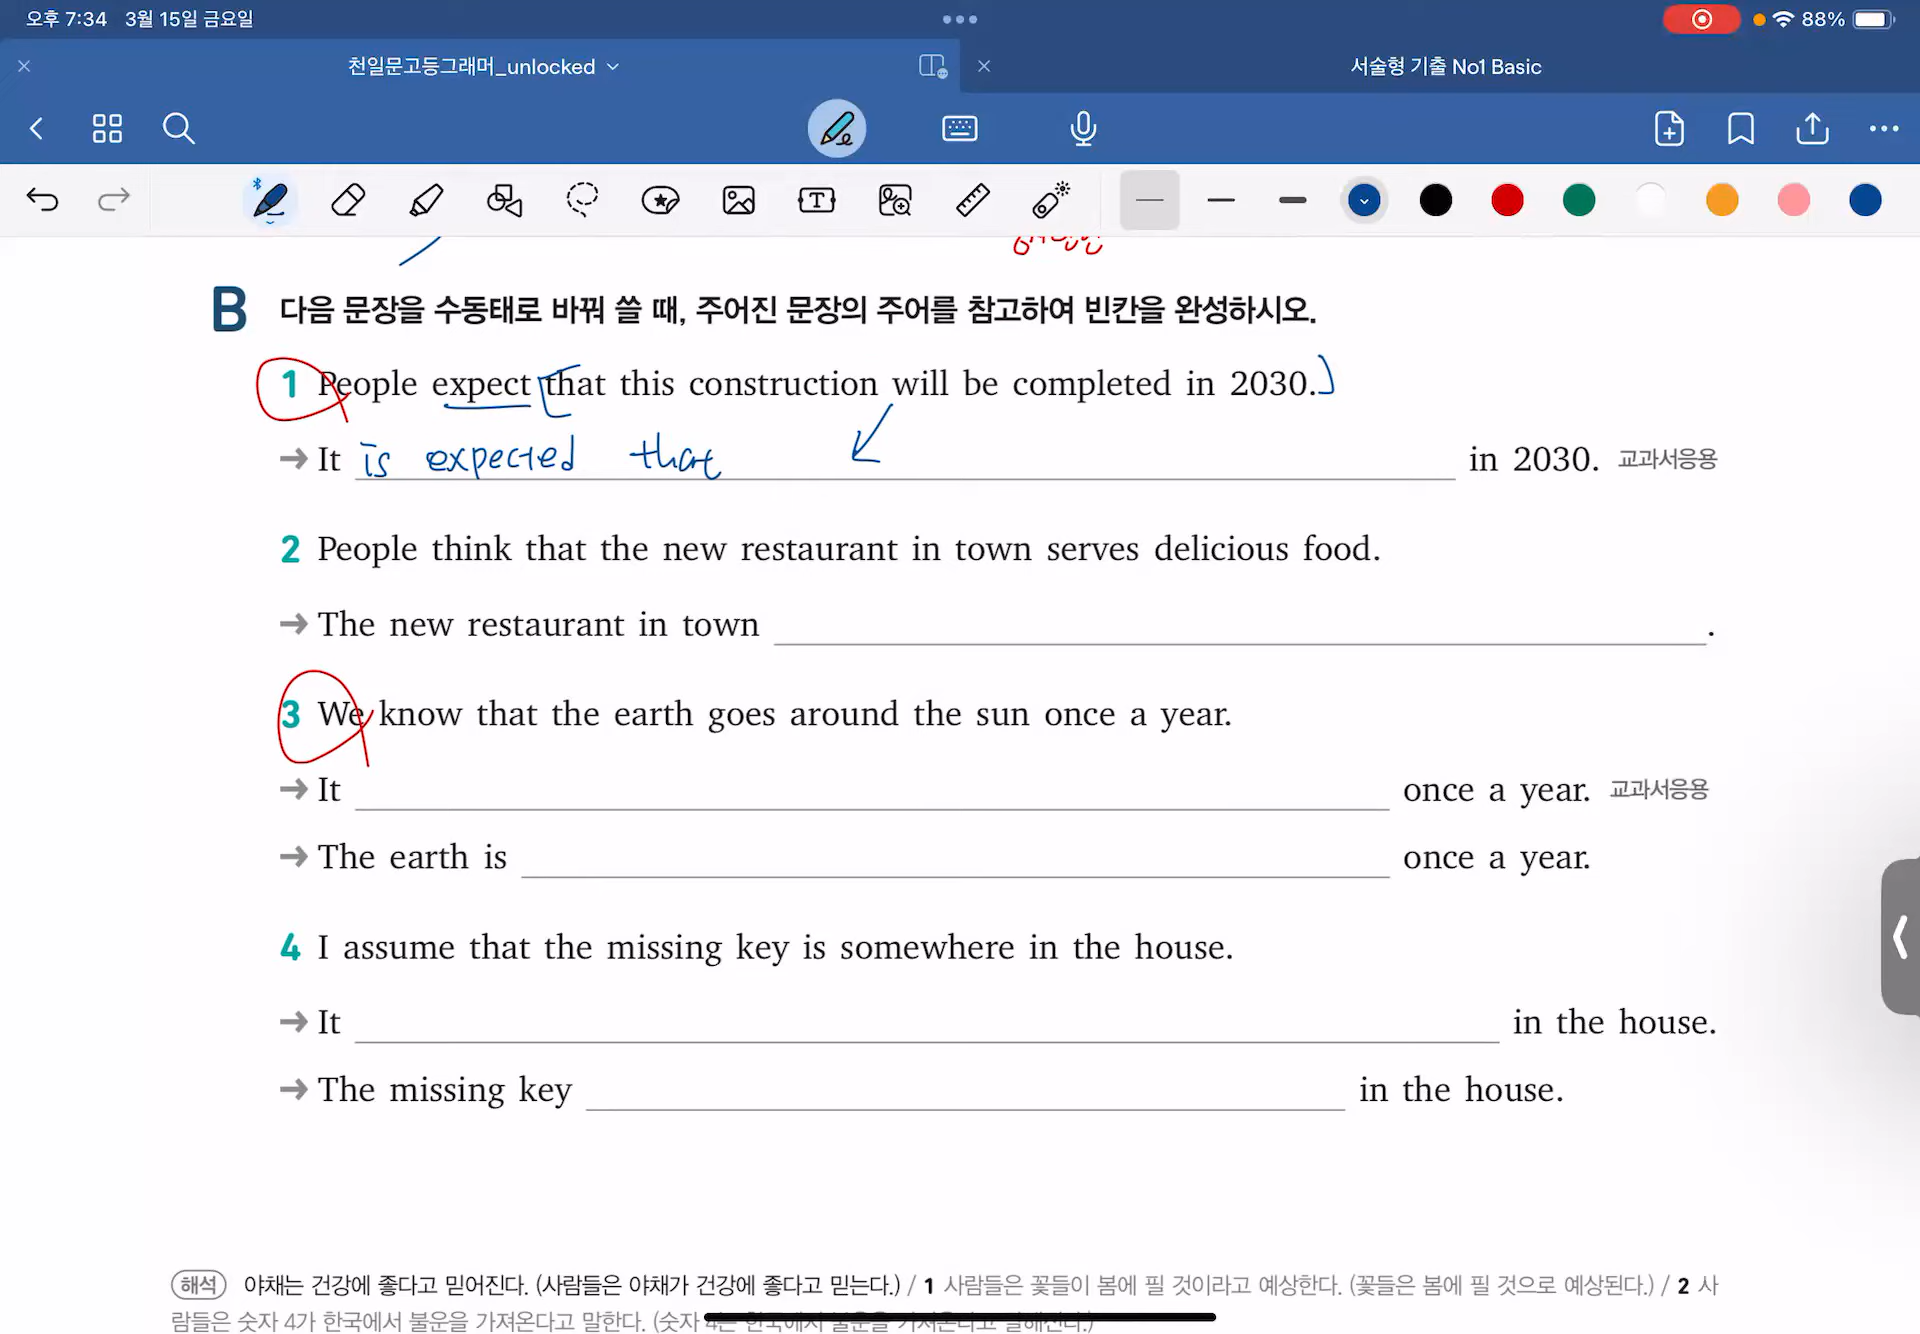 오후 7:34 3월 15일 금요일
88%
천일문고등그래머_unlocked
서술형 기출 No1 Basic
B 다음 문장을 수동태로 바꿔 쓸 때, 주어진 문장의 주어를 참고하여 빈칸을 완성하시오.
1 People expect that this construction will be completed in 2030.
→ It is expected that in 2030. 교과서응용
2 People think that the new restaurant in town serves delicious food.
→ The new restaurant in town .
3 We know that the earth goes around the sun once a year.
→ It once a year. 교과서응용
→ The earth is once a year.
4 I assume that the missing key is somewhere in the house.
→ It in the house.
→ The missing key in the house.
해석 야채는 건강에 좋다고 믿어진다. (사람들은 야채가 건강에 좋다고 믿는다.) / 1 사람들은 꽃들이 봄에 필 것이라고 예상한다. (꽃들은 봄에 필 것으로 예상된다.) / 2 사
람들은 숫자 4가 한국에서 불운을 가져온다고 말한다. (숫자